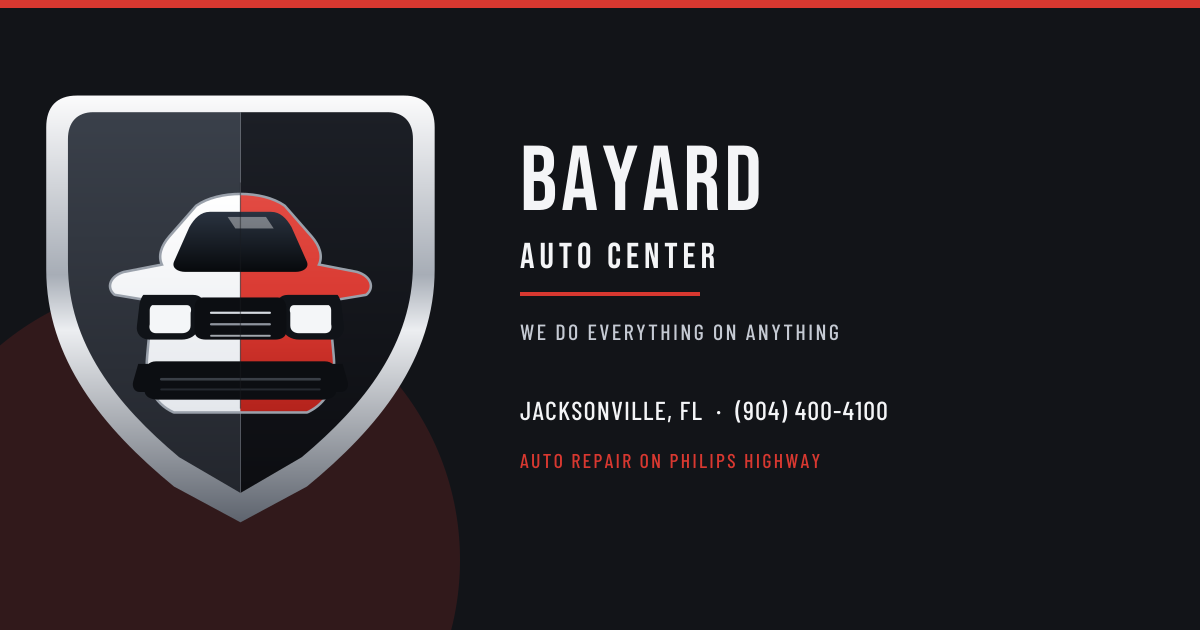 BAYARD
AUTO CENTER
WE DO EVERYTHING ON ANYTHING
JACKSONVILLE, FL · (904) 400-4100
AUTO REPAIR ON PHILIPS HIGHWAY